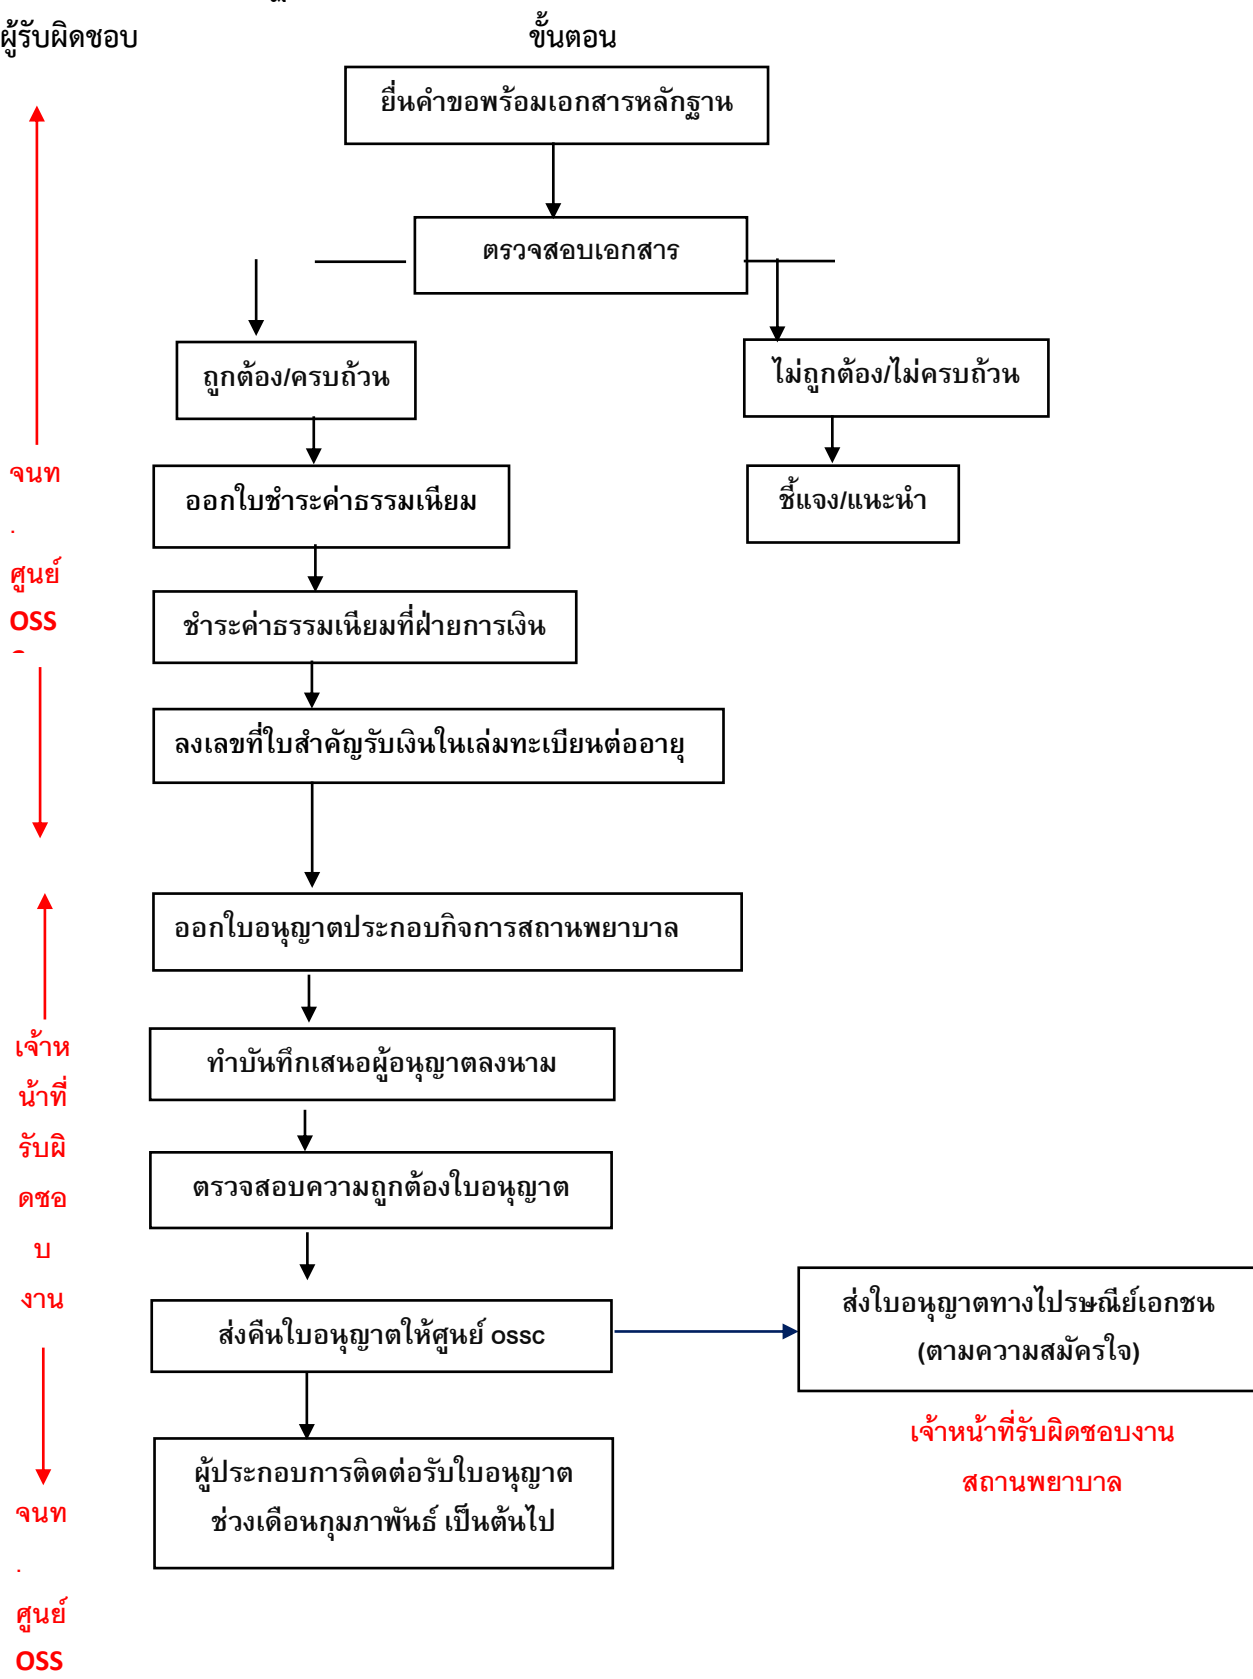 ผู้รับผิดชอบ
ขั้นตอน
ยื่นคำขอพร้อมเอกสารหลักฐาน
ตรวจสอบเอกสาร
ถูกต้อง/ครบถ้วน
ไม่ถูกต้อง/ไม่ครบถ้วน
ออกใบชำระค่าธรรมเนียม
ชี้แจง/แนะนำ
จนท
.
ศูนย์
OSS
ชำระค่าธรรมเนียมที่ฝ่ายการเงิน
ลงเลขที่ใบสำคัญรับเงินในเล่มทะเบียนต่ออายุ
ออกใบอนุญาตประกอบกิจการสถานพยาบาล
ทำบันทึกเสนอผู้อนุญาตลงนาม
ตรวจสอบความถูกต้องใบอนุญาต
เจ้าห
น้าที่
รับผิ
ดชอ
บ
งาน
ส่งคืนใบอนุญาตให้ศูนย์ ossc
ส่งใบอนุญาตทางไปรษณีย์เอกชน
(ตามความสมัครใจ)
เจ้าหน้าที่รับผิดชอบงาน
สถานพยาบาล
ผู้ประกอบการติดต่อรับใบอนุญาต
ช่วงเดือนกุมภาพันธ์ เป็นต้นไป
จนท
.
ศูนย์
OSS